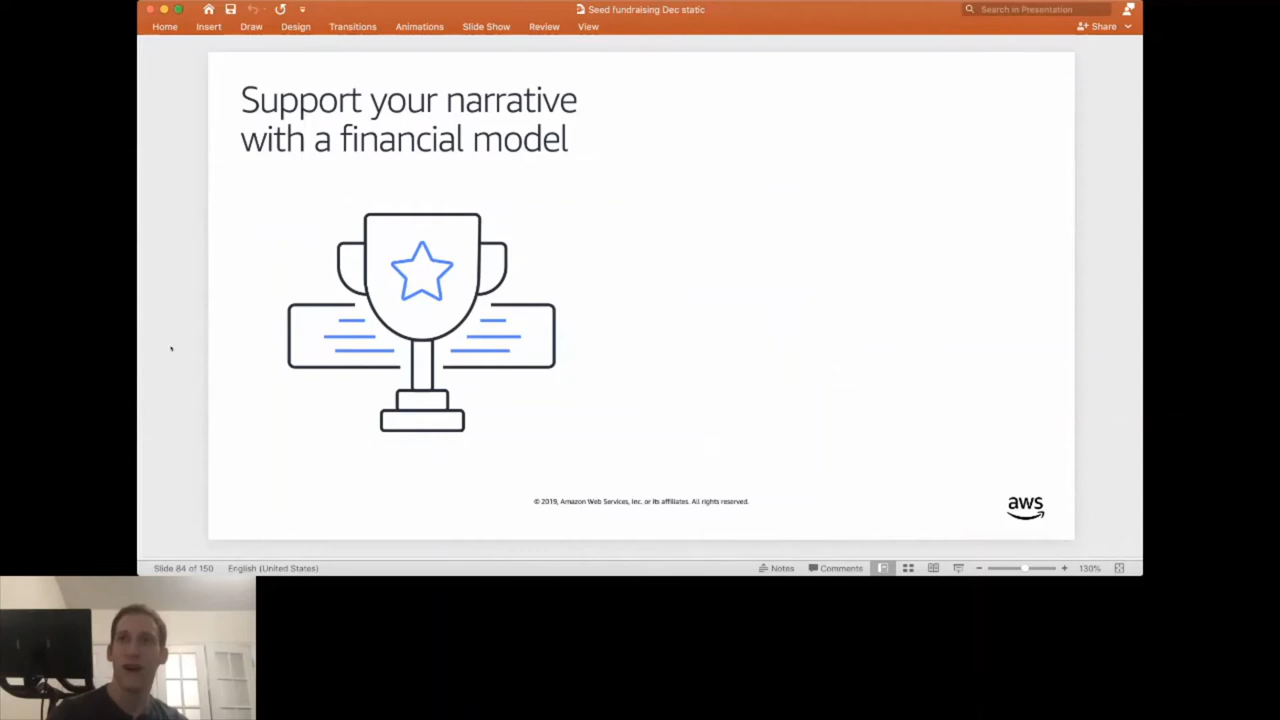 Seed fundraising Dec static
Search in Presentation
Home Insert Draw Design Transitions Animations Slide Show Review View
Share
Support your narrative
with a financial model
© 2019, Amazon Web Services, Inc. or its affiliates. All rights reserved.
aws
Slide 84 of 150 English (United States) Notes Comments 130%